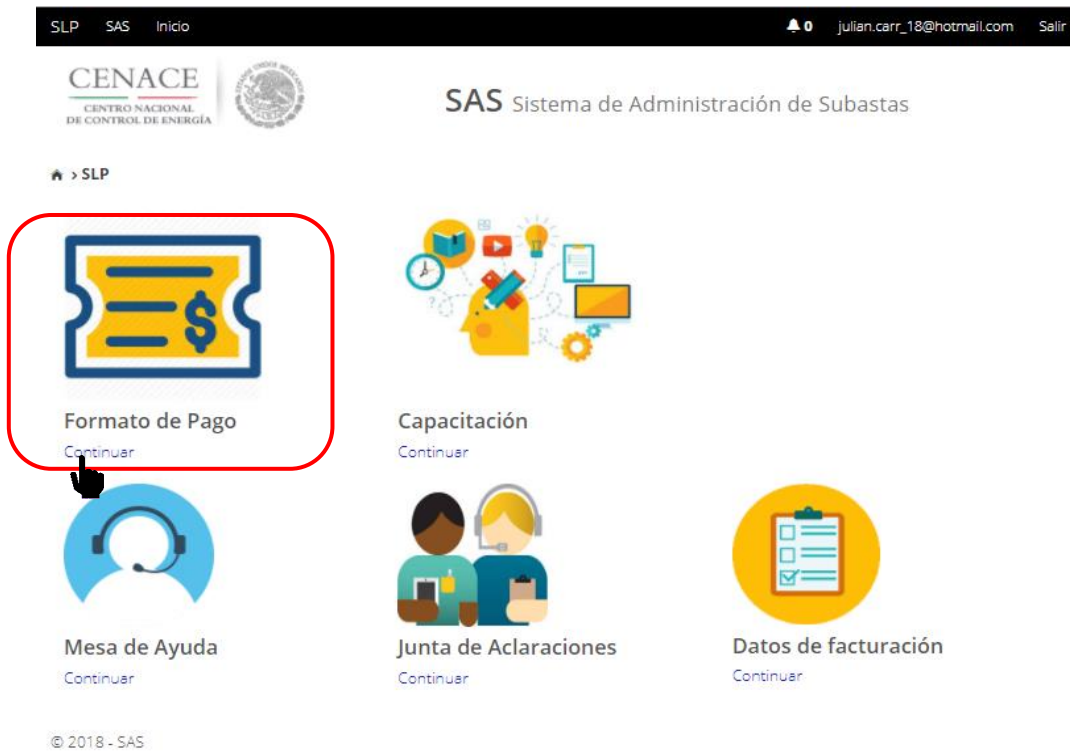 SLP SAS Inicio 0 julian.carr_18@hotmail.com Salir
CENACE
CENTRO NACIONAL
DE CONTROL DE ENERGÍA
SAS Sistema de Administración de Subastas
> SLP
Formato de Pago
Continuar
Capacitación
Continuar
Mesa de Ayuda
Continuar
Junta de Aclaraciones
Continuar
Datos de facturación
Continuar
© 2018 - SAS